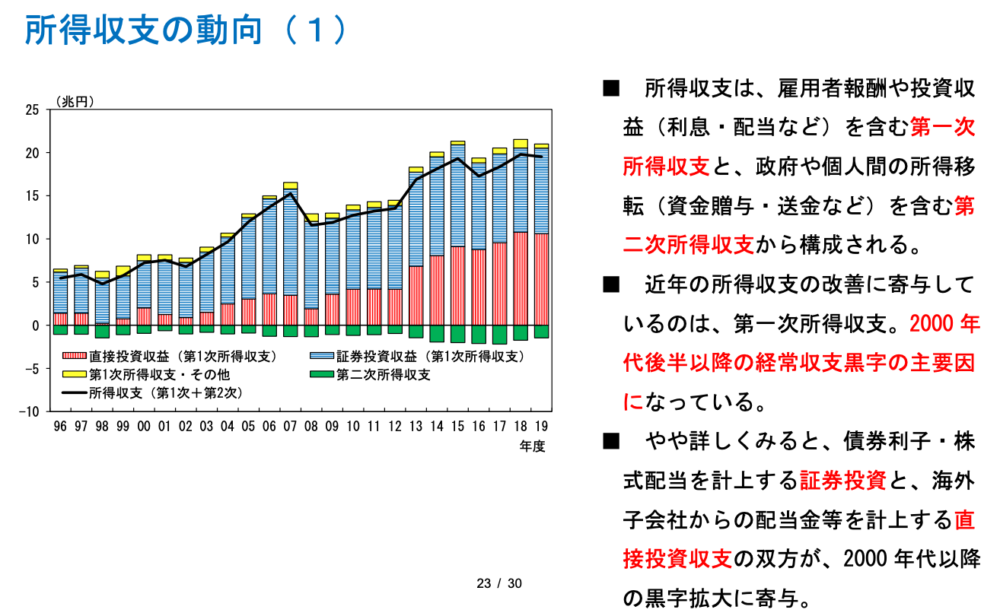 所得収支の動向（１）
（兆円）
25
20
15
10
5
0
−5
−10
直接投資収益（第1次所得収支）
証券投資収益（第1次所得収支）
第1次所得収支・その他
第二次所得収支
所得収支（第1次＋第2次）
96 97 98 99 00 01 02 03 04 05 06 07 08 09 10 11 12 13 14 15 16 17 18 19
年度
■　所得収支は、雇用者報酬や投資収
益（利息・配当など）を含む第一次
所得収支と、政府や個人間の所得移
転（資金贈与・送金など）を含む第
二次所得収支から構成される。
■　近年の所得収支の改善に寄与して
いるのは、第一次所得収支。2000 年
代後半以降の経常収支黒字の主要因
になっている。
■　やや詳しくみると、債券利子・株
式配当を計上する証券投資と、海外
子会社からの配当金等を計上する直
接投資収支の双方が、2000 年代以降
の黒字拡大に寄与。
23 / 30